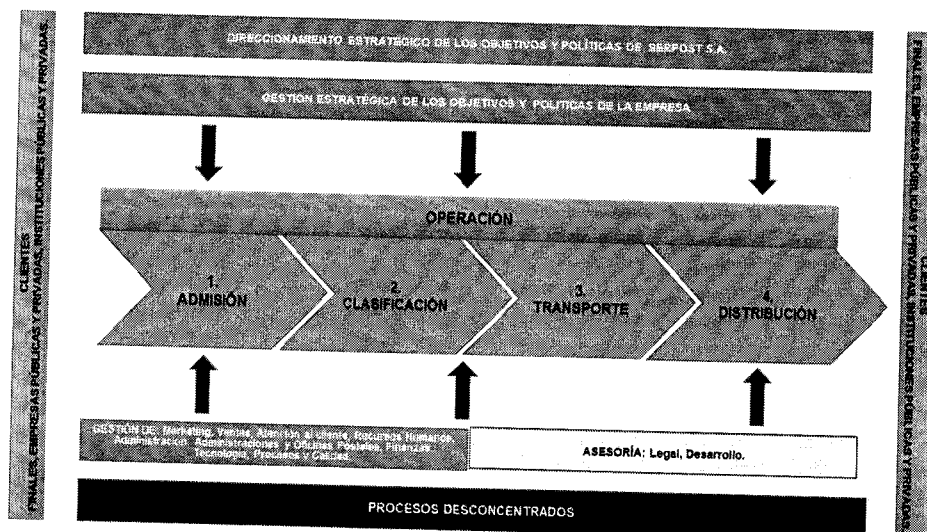 DIRECCIONAMIENTO ESTRATÉGICO DE LOS OBJETIVOS Y POLÍTICAS DE SERPOST S.A.
GESTIÓN ESTRATÉGICA DE LOS OBJETIVOS Y POLITICAS DE LA EMPRESA
CLIENTES
FINALES, EMPRESAS PÚBLICAS Y PRIVADAS, INSTITUCIONES PÚBLICAS Y PRIVADAS.
OPERACIÓN
1.
ADMISIÓN
2.
CLASIFICACIÓN
3.
TRANSPORTE
4.
DISTRIBUCIÓN
GESTIÓN DE: Marketing, Ventas, Atención al cliente, Recursos Humanos,
Administración, Administraciones y Oficinas Postales, Finanzas,
Tecnología, Procesos y Calidad.
ASESORÍA: Legal, Desarrollo.
PROCESOS DESCONCENTRADOS
CLIENTES
FINALES, EMPRESAS PÚBLICAS Y PRIVADAS, INSTITUCIONES PÚBLICAS Y PRIVADAS